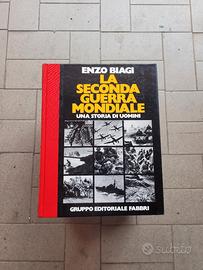 ENZO BIAGI
LA
SECONDA
GUERRA
MONDIALE
UNA STORIA DI UOMINI
GRUPPO EDITORIALE FABBRI
subito